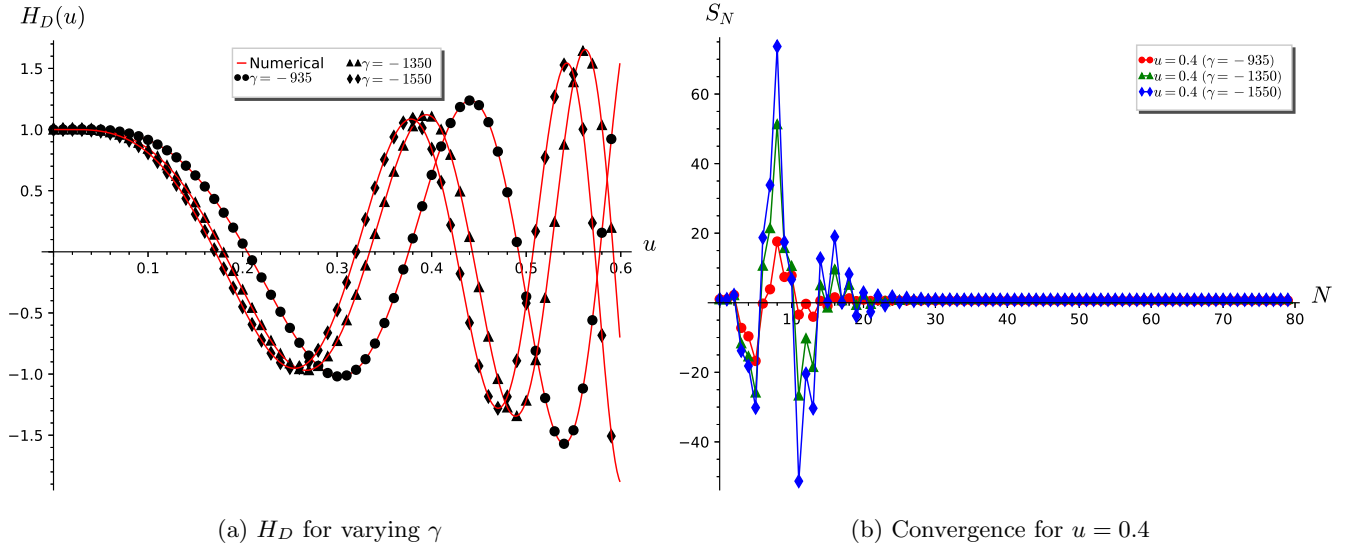 H_D(u)
1.5
1.0
0.5
−0.5
−1.0
−1.5
0.1
0.2
0.3
0.4
0.5
0.6
u
Numerical
γ = −935
γ = −1350
γ = −1550
(a) H_D for varying γ
S_N
60
40
20
−20
−40
10
20
30
40
50
60
70
80
N
u = 0.4 (γ = −935)
u = 0.4 (γ = −1350)
u = 0.4 (γ = −1550)
(b) Convergence for u = 0.4